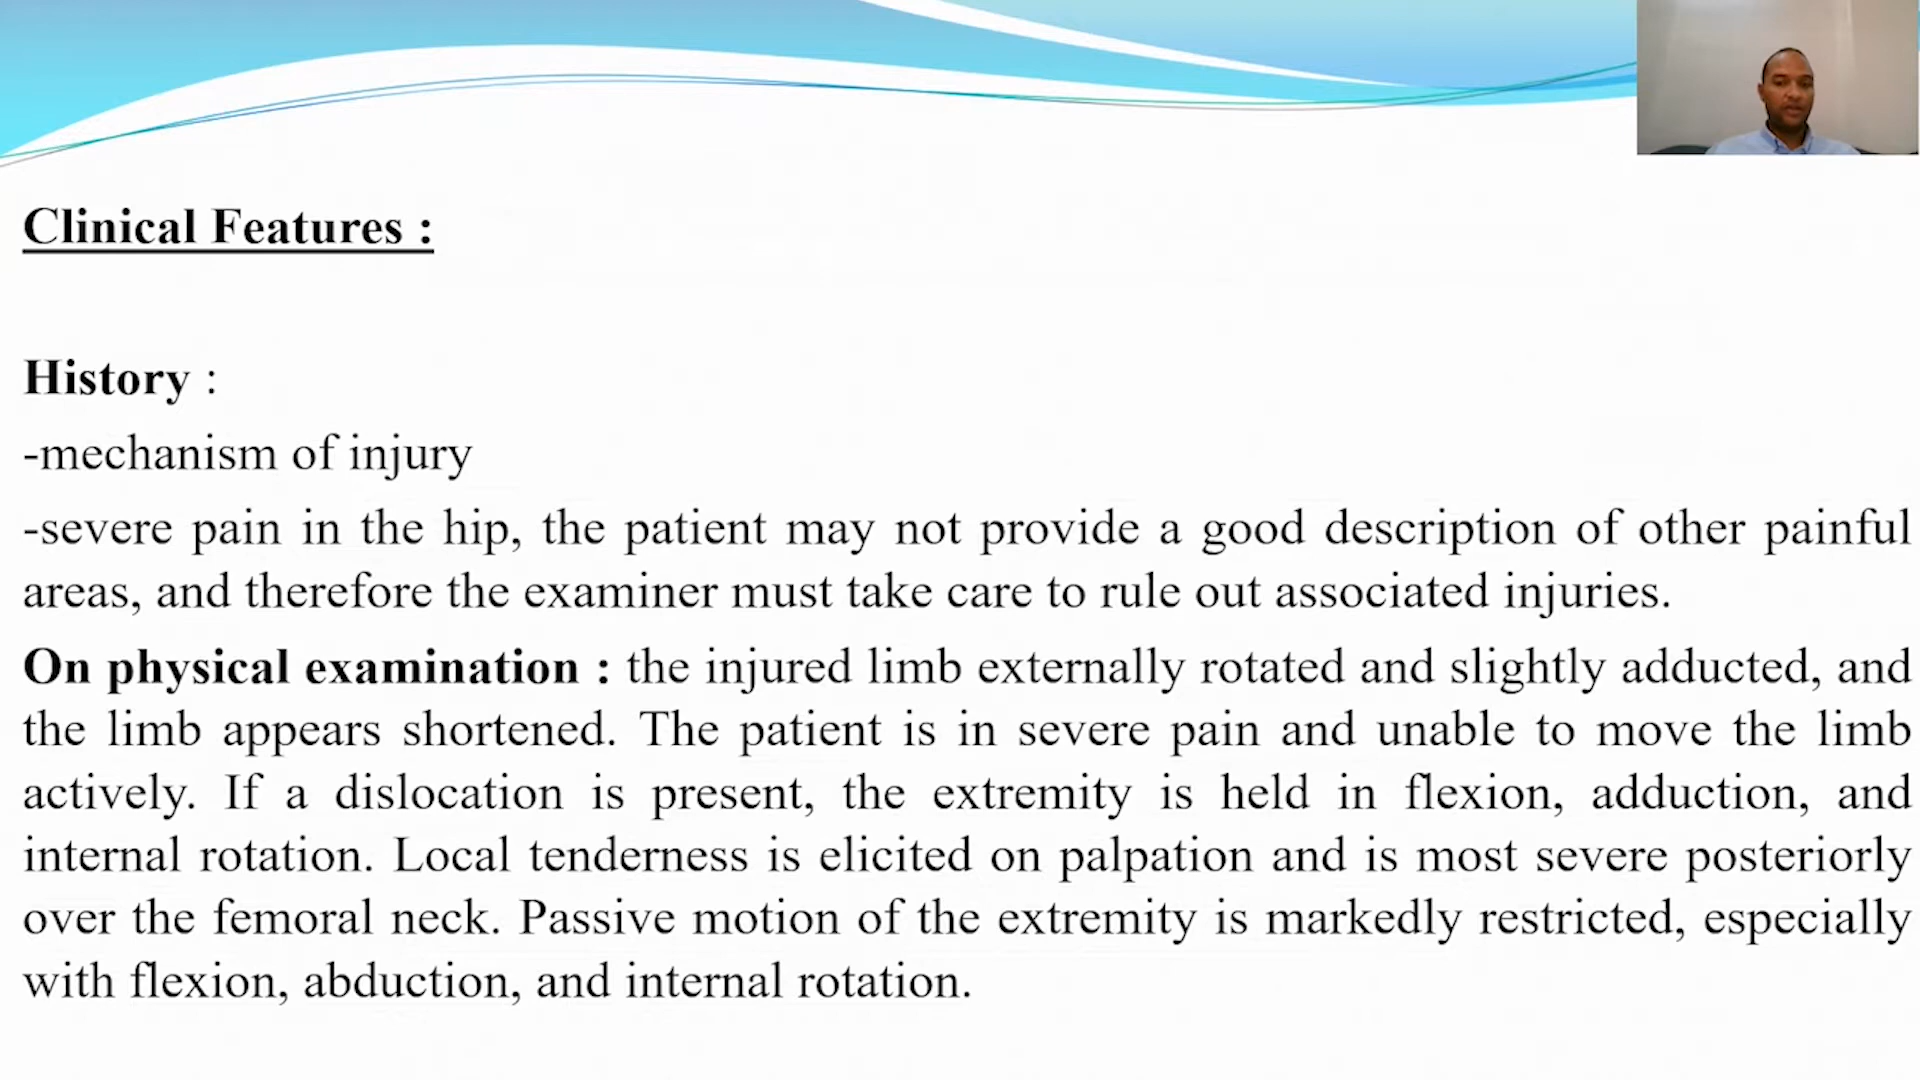 Clinical Features :
History :
-mechanism of injury
-severe pain in the hip, the patient may not provide a good description of other painful
areas, and therefore the examiner must take care to rule out associated injuries.
On physical examination : the injured limb externally rotated and slightly adducted, and
the limb appears shortened. The patient is in severe pain and unable to move the limb
actively. If a dislocation is present, the extremity is held in flexion, adduction, and
internal rotation. Local tenderness is elicited on palpation and is most severe posteriorly
over the femoral neck. Passive motion of the extremity is markedly restricted, especially
with flexion, abduction, and internal rotation.